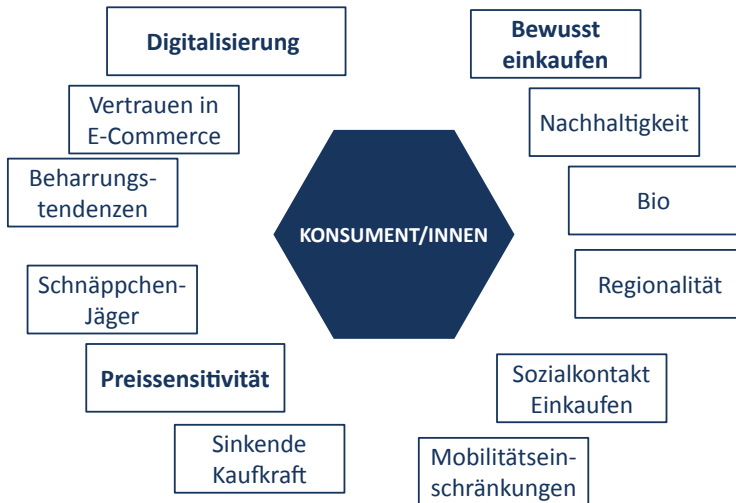 Digitalisierung
Vertrauen in
E-Commerce
Beharrungs-
tendenzen
Schnäppchen-
Jäger
Preissensitivität
Sinkende
Kaufkraft
KONSUMENT/INNEN
Bewusst
einkaufen
Nachhaltigkeit
Bio
Regionalität
Sozialkontakt
Einkaufen
Mobilitätsein-
schränkungen